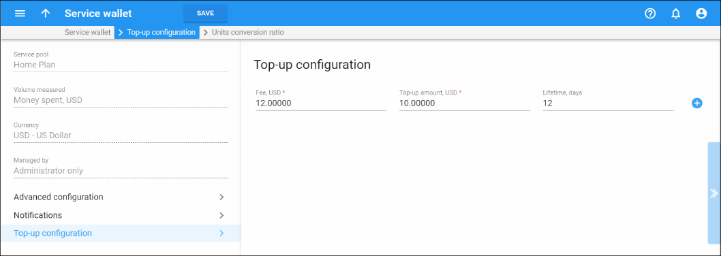 Service wallet
SAVE
Service wallet
Top-up configuration
Units conversion ratio
Service pool
Home Plan
Volume measured
Money spent, USD
Currency
USD - US Dollar
Managed by
Administrator only
Advanced configuration
Notifications
Top-up configuration
Top-up configuration
Fee, USD *
12.00000
Top-up amount, USD *
10.00000
Lifetime, days
12